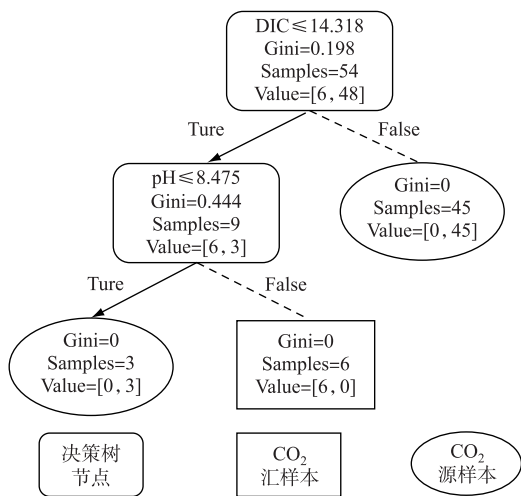 DIC≤14.318
Gini=0.198
Samples=54
Value=[6, 48]
Ture
False
pH≤8.475
Gini=0.444
Samples=9
Value=[6, 3]
Gini=0
Samples=45
Value=[0, 45]
Ture
False
Gini=0
Samples=3
Value=[0, 3]
Gini=0
Samples=6
Value=[6, 0]
决策树
节点
CO₂
汇样本
CO₂
源样本